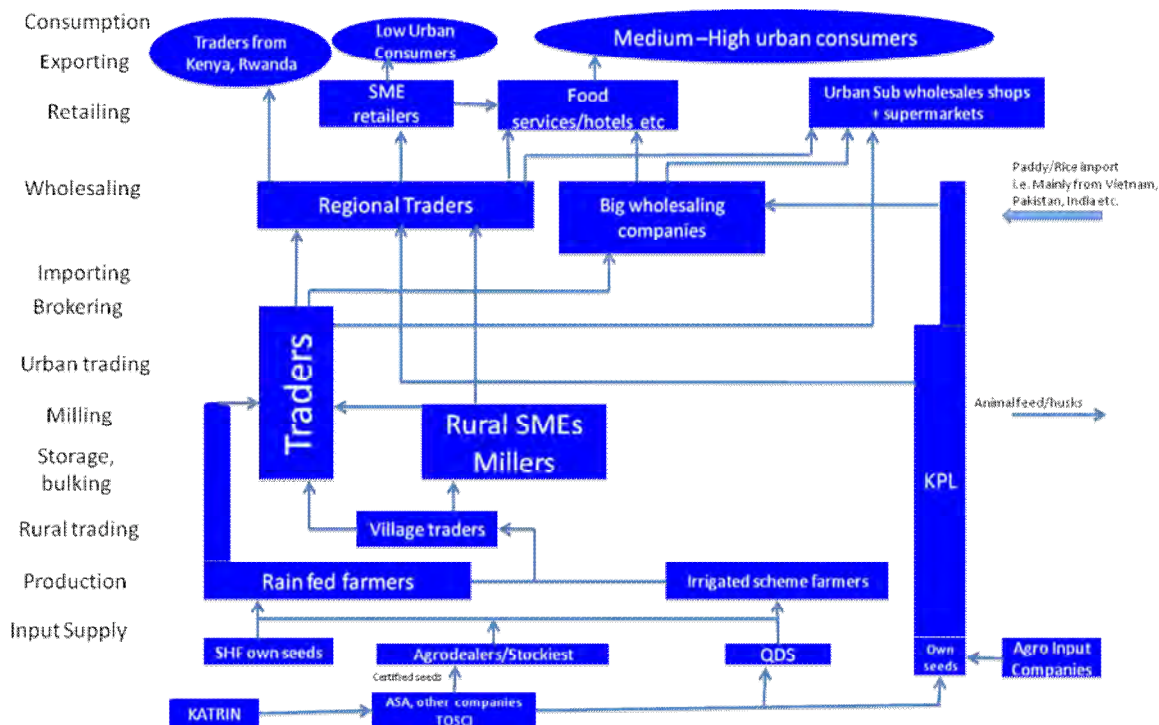 Consumption
Traders from
Kenya, Rwanda
Low Urban
Consumers
Medium –High urban consumers
Exporting
Retailing
SME
retailers
Food
services/hotels etc
Urban Sub wholesales shops
+ supermarkets
Wholesaling
Regional Traders
Big wholesaling
companies
Paddy/Rice import
i.e. Mainly from Vietnam,
Pakistan, India etc.
Importing
Brokering
Urban trading
Traders
Milling
Rural SMEs
Millers
Animal feed/husks
Storage,
bulking
KPL
Rural trading
Village traders
Production
Rain fed farmers
Irrigated scheme farmers
Input Supply
SHF own seeds
Agrodealers/Stockiest
QDS
Own
seeds
Agro Input
Companies
Certified seeds
KATRIN
ASA, other companies
TOSCI